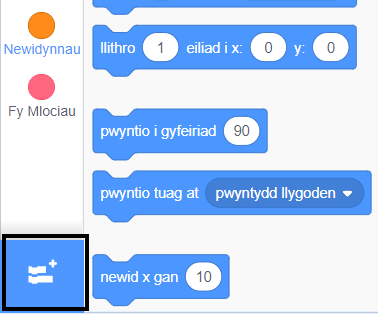 llithro 1 eiliad i x: 0 y: 0
Newidynnau
Fy Mlociau
pwyntio i gyfeiriad 90
pwyntio tuag at pwyntydd llygoden
newid x gan 10